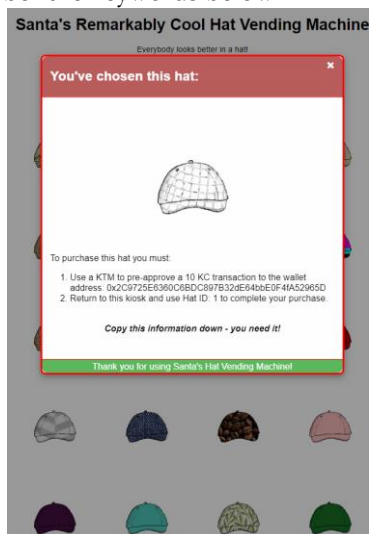 Santa's Remarkably Cool Hat Vending Machine
Everybody looks better in a hat!
You've chosen this hat:
×
To purchase this hat you must:
1. Use a KTM to pre-approve a 10 KC transaction to the wallet
address: 0x2C9725E6360C6BDC897B32dE64bbE0F4fA52965D
2. Return to this kiosk and use Hat ID: 1 to complete your purchase.
Copy this information down - you need it!
Thank you for using Santa's Hat Vending Machine!